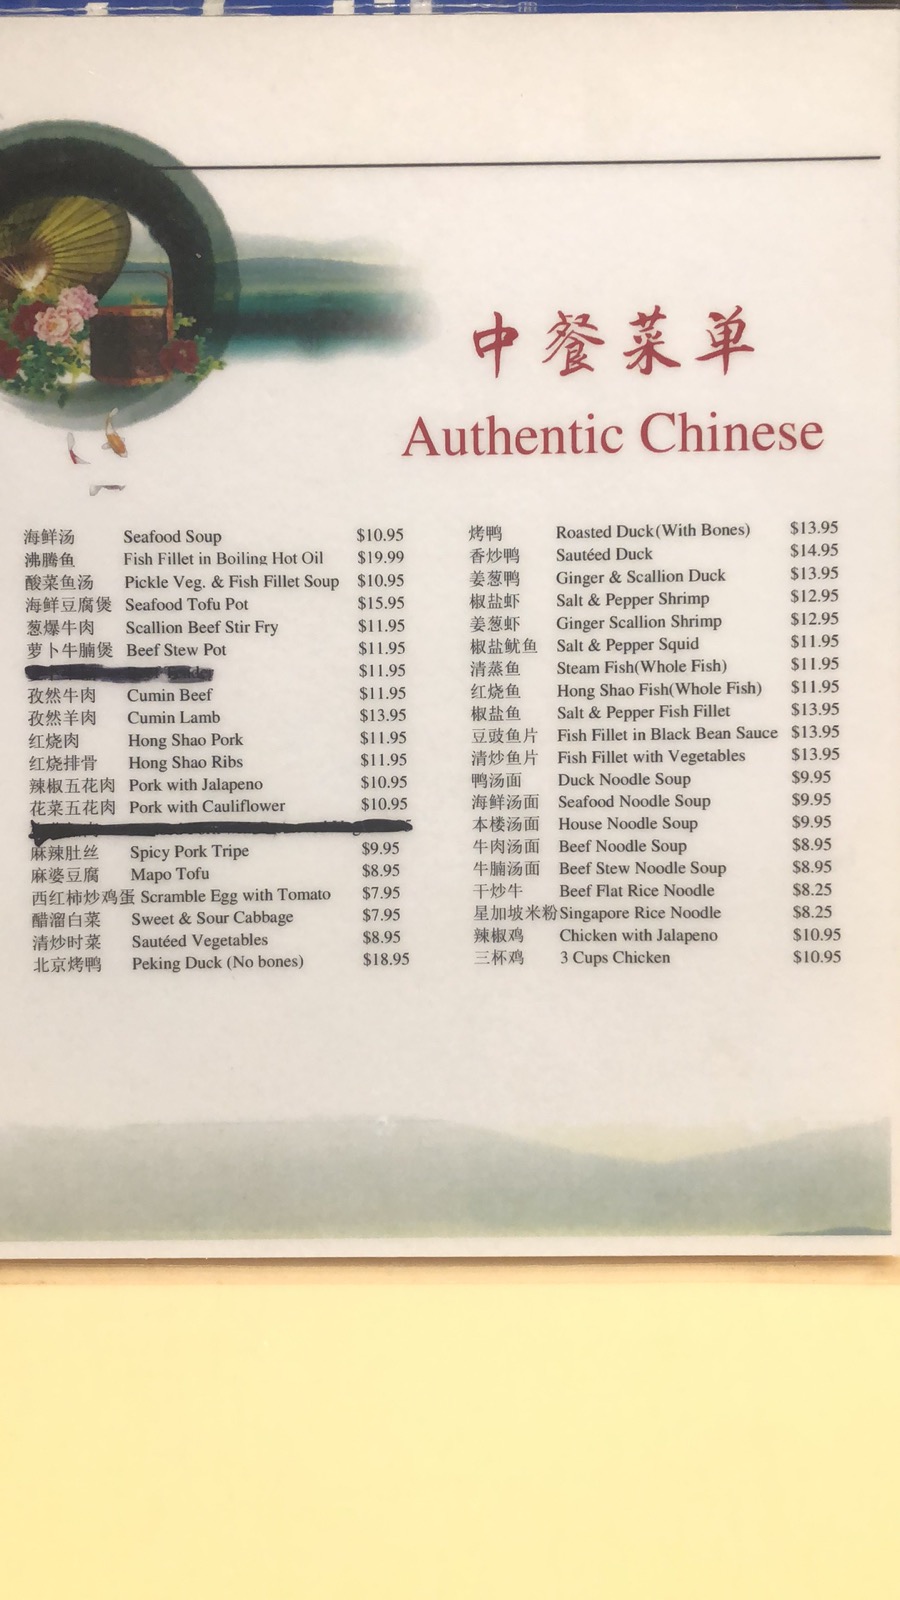 中餐菜单
Authentic Chinese
海鲜汤 Seafood Soup $10.95
沸腾鱼 Fish Fillet in Boiling Hot Oil $19.99
酸菜鱼汤 Pickle Veg. & Fish Fillet Soup $10.95
海鲜豆腐煲 Seafood Tofu Pot $15.95
葱爆牛肉 Scallion Beef Stir Fry $11.95
萝卜牛腩煲 Beef Stew Pot $11.95
$11.95
孜然牛肉 Cumin Beef $11.95
孜然羊肉 Cumin Lamb $13.95
红烧肉 Hong Shao Pork $11.95
红烧排骨 Hong Shao Ribs $11.95
辣椒五花肉 Pork with Jalapeno $10.95
花菜五花肉 Pork with Cauliflower $10.95
麻辣肚丝 Spicy Pork Tripe $9.95
麻婆豆腐 Mapo Tofu $8.95
西红柿炒鸡蛋 Scramble Egg with Tomato $7.95
醋溜白菜 Sweet & Sour Cabbage $7.95
清炒时菜 Sautéed Vegetables $8.95
北京烤鸭 Peking Duck (No bones) $18.95
烤鸭 Roasted Duck(With Bones) $13.95
香炒鸭 Sautéed Duck $14.95
姜葱鸭 Ginger & Scallion Duck $13.95
椒盐虾 Salt & Pepper Shrimp $12.95
姜葱虾 Ginger Scallion Shrimp $12.95
椒盐鱿鱼 Salt & Pepper Squid $11.95
清蒸鱼 Steam Fish(Whole Fish) $11.95
红烧鱼 Hong Shao Fish(Whole Fish) $11.95
椒盐鱼 Salt & Pepper Fish Fillet $13.95
豆豉鱼片 Fish Fillet in Black Bean Sauce $13.95
清炒鱼片 Fish Fillet with Vegetables $13.95
鸭汤面 Duck Noodle Soup $9.95
海鲜汤面 Seafood Noodle Soup $9.95
本楼汤面 House Noodle Soup $9.95
牛肉汤面 Beef Noodle Soup $8.95
牛腩汤面 Beef Stew Noodle Soup $8.95
干炒牛 Beef Flat Rice Noodle $8.25
星加坡米粉 Singapore Rice Noodle $8.25
辣椒鸡 Chicken with Jalapeno $10.95
三杯鸡 3 Cups Chicken $10.95